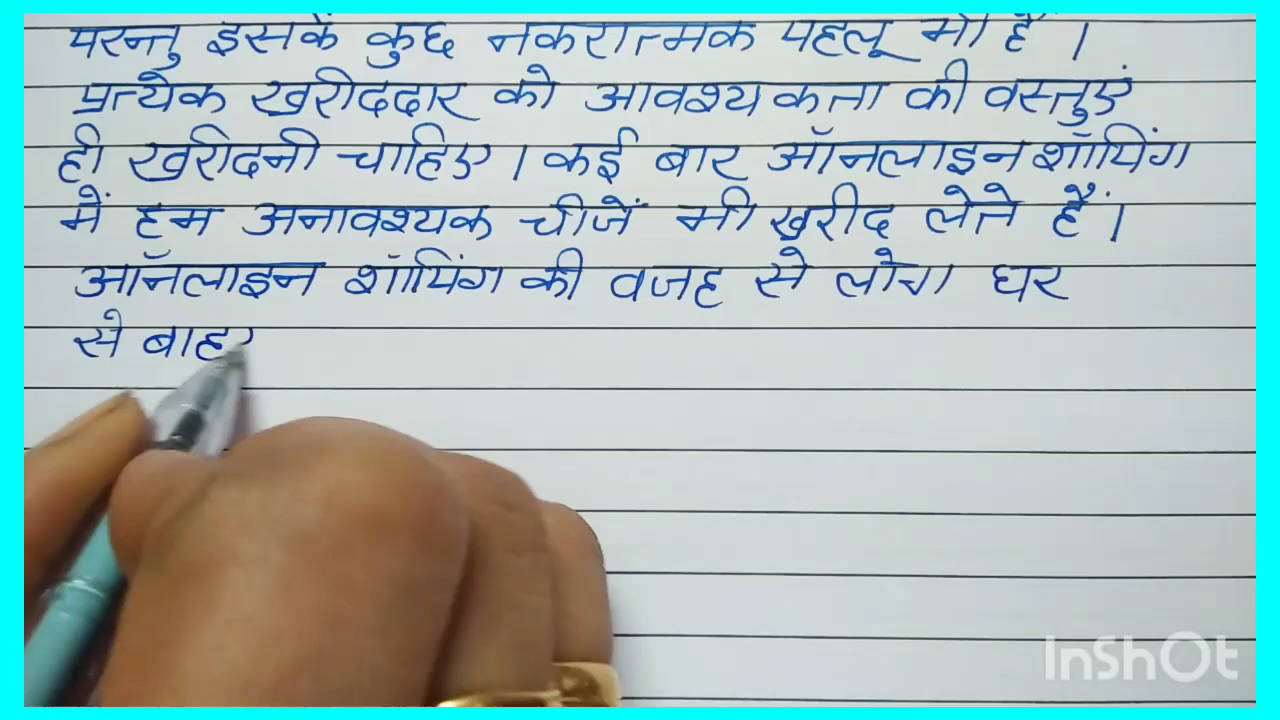 परन्तु इसके कुछ नकरात्मक पहलू भी हैं ।
प्रत्येक खरीददार को आवश्यकता की वस्तुएं
ही खरीदनी चाहिए । कई बार ऑनलाइन शॉपिंग
में हम अनावश्यक चीजें भी खरीद लेते हैं।
ऑनलाइन शॉपिंग की वजह से लोग घर
से बाह
InShOt